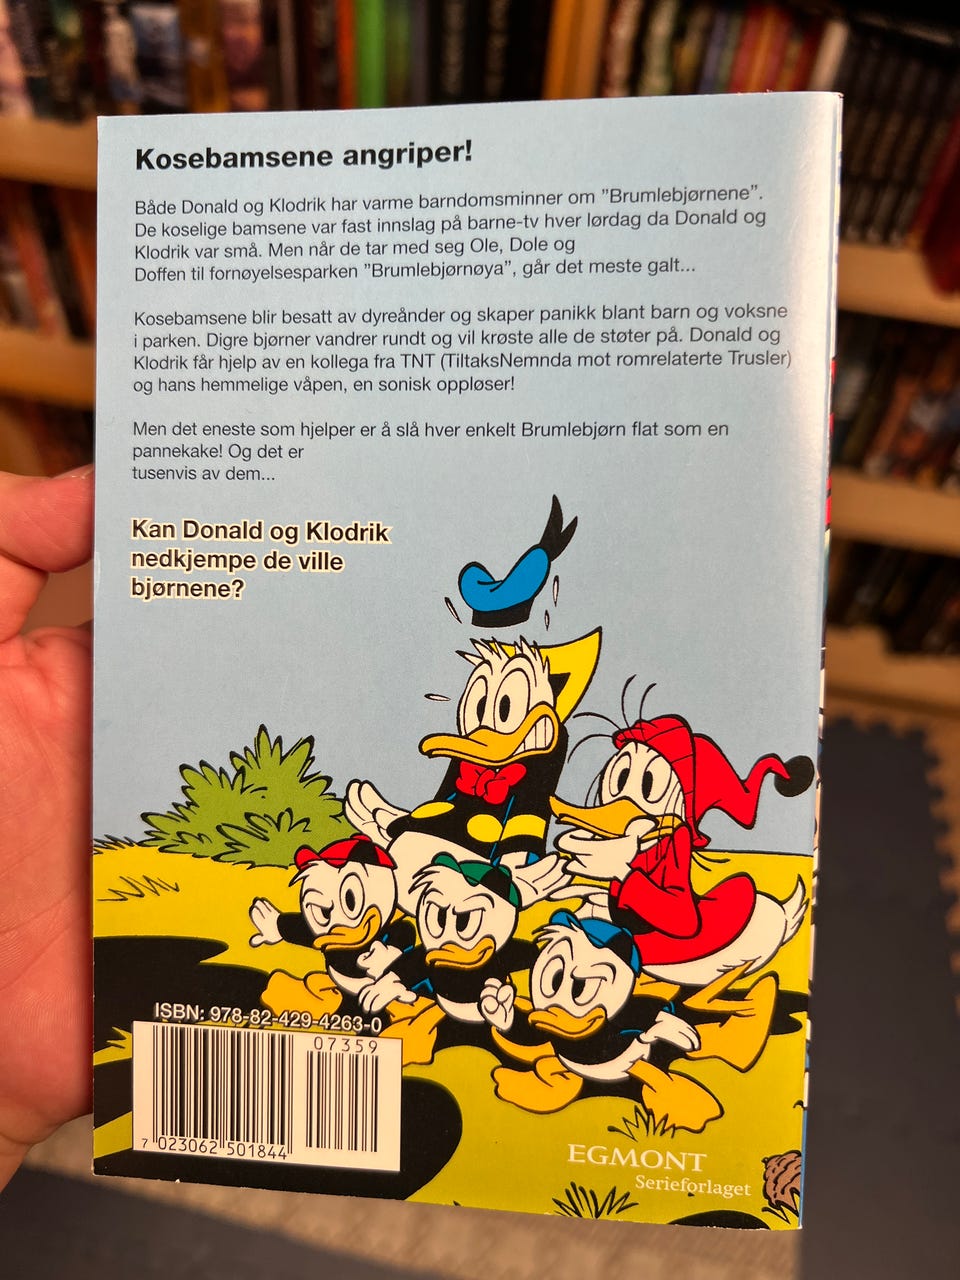 Kosebamsene angriper!
Både Donald og Klodrik har varme barndomsminner om ”Brumlebjørnene”.
De koselige bamsene var fast innslag på barne-tv hver lørdag da Donald og
Klodrik var små. Men når de tar med seg Ole, Dole og
Doffen til fornøyelsesparken ”Brumlebjørnøya”, går det meste galt...
Kosebamsene blir besatt av dyreånder og skaper panikk blant barn og voksne
i parken. Digre bjørner vandrer rundt og vil krøste alle de støter på. Donald og
Klodrik får hjelp av en kollega fra TNT (TiltaksNemnda mot romrelaterte Trusler)
og hans hemmelige våpen, en sonisk oppløser!
Men det eneste som hjelper er å slå hver enkelt Brumlebjørn flat som en
pannekake! Og det er
tusenvis av dem...
Kan Donald og Klodrik
nedkjempe de ville
bjørnene?
ISBN: 978-82-429-4263-0
07359
7 023062 501844
EGMONT
Serieforlaget